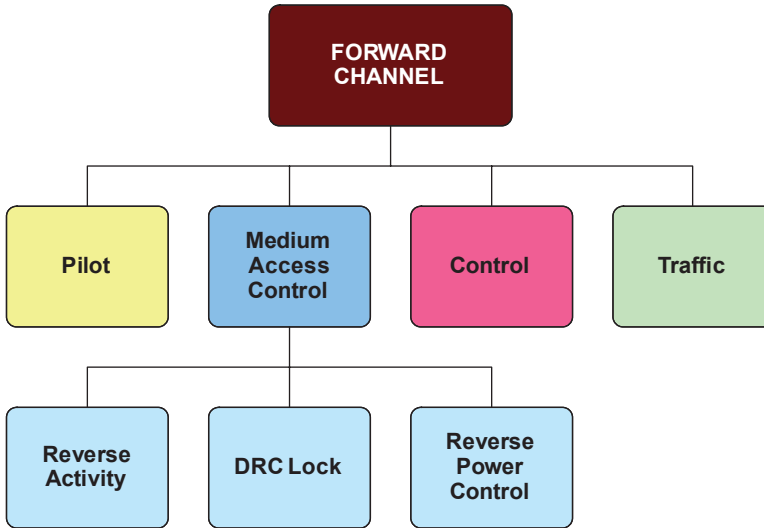 FORWARD
CHANNEL
Pilot
Medium
Access
Control
Control
Traffic
Reverse
Activity
DRC Lock
Reverse
Power
Control